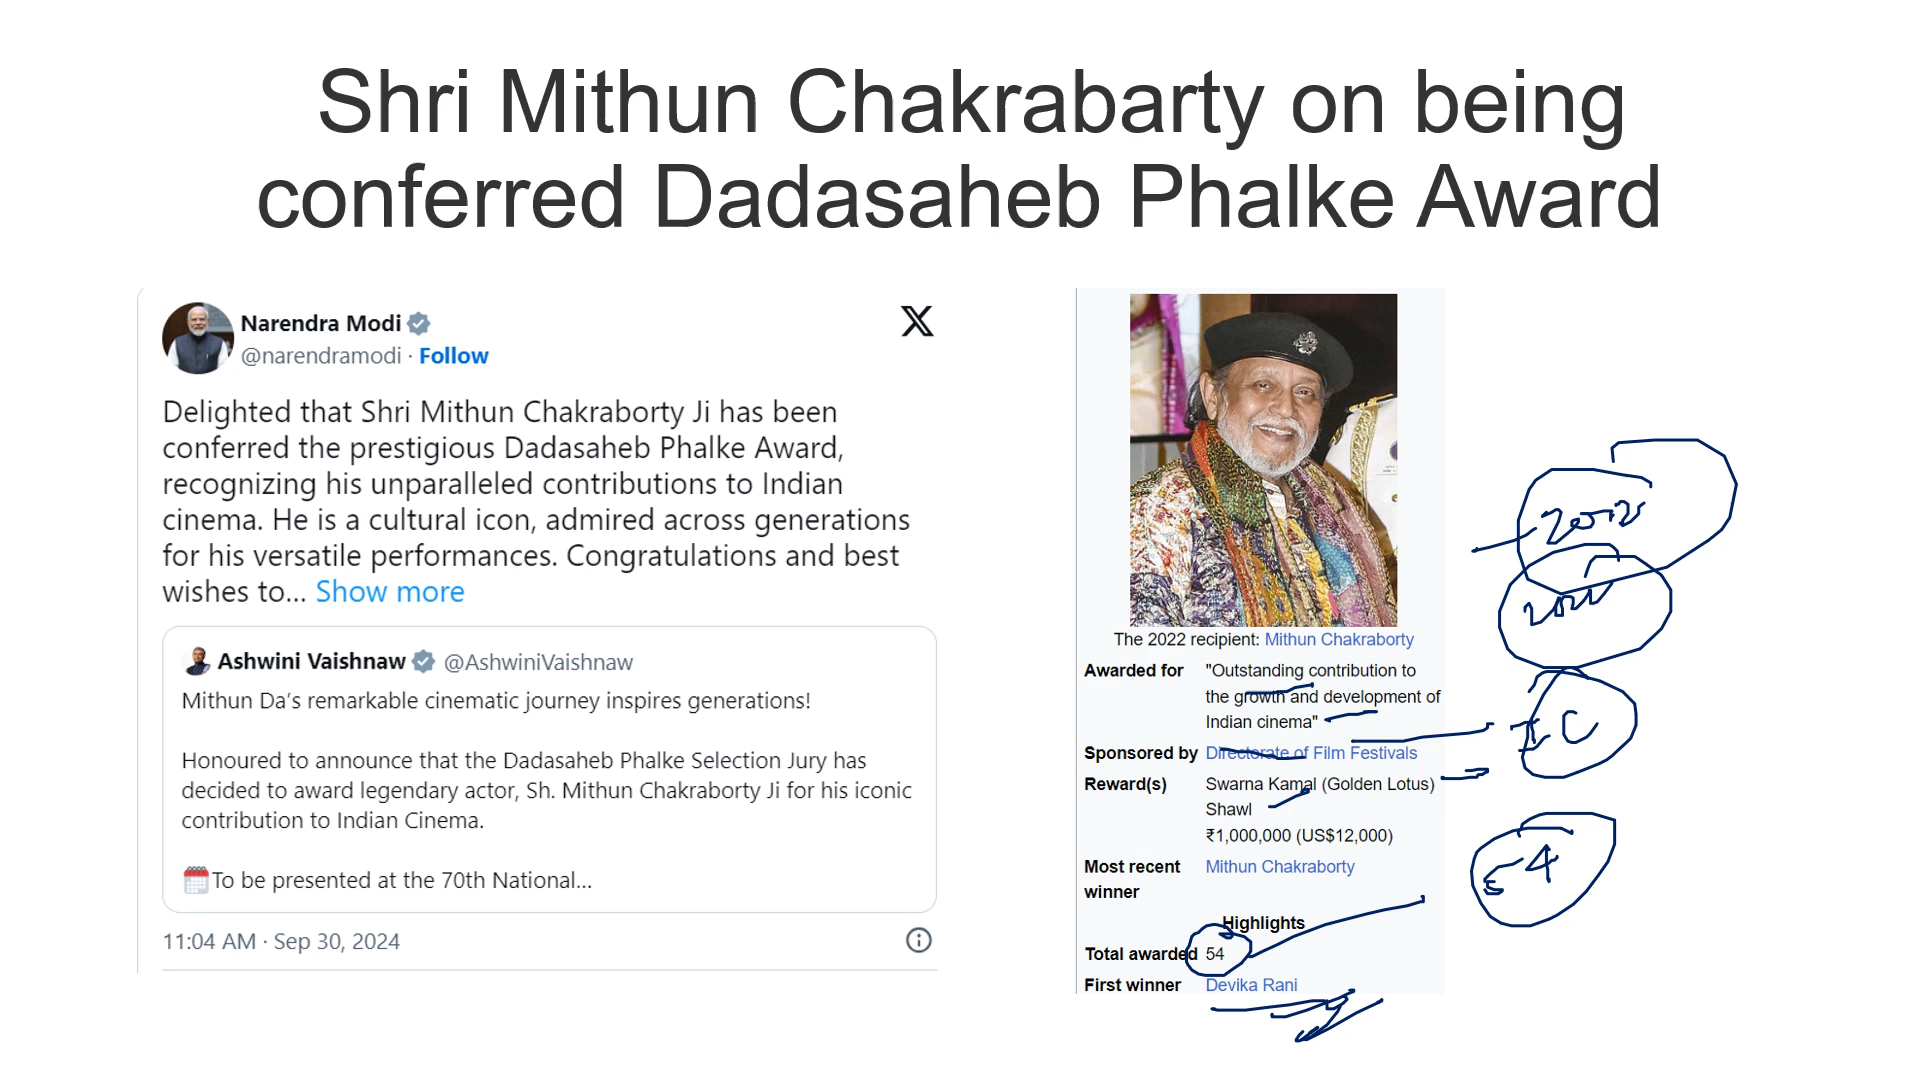 Shri Mithun Chakrabarty on being
conferred Dadasaheb Phalke Award
Narendra Modi
@narendramodi · Follow
Delighted that Shri Mithun Chakraborty Ji has been
conferred the prestigious Dadasaheb Phalke Award,
recognizing his unparalleled contributions to Indian
cinema. He is a cultural icon, admired across generations
for his versatile performances. Congratulations and best
wishes to... Show more
Ashwini Vaishnaw @AshwiniVaishnaw
Mithun Da's remarkable cinematic journey inspires generations!
Honoured to announce that the Dadasaheb Phalke Selection Jury has
decided to award legendary actor, Sh. Mithun Chakraborty Ji for his iconic
contribution to Indian Cinema.
To be presented at the 70th National...
11:04 AM · Sep 30, 2024
The 2022 recipient: Mithun Chakraborty
Awarded for "Outstanding contribution to
the growth and development of
Indian cinema"
Sponsored by Directorate of Film Festivals
Reward(s) Swarna Kamal (Golden Lotus)
Shawl
₹1,000,000 (US$12,000)
Most recent Mithun Chakraborty
winner
Highlights
Total awarded 54
First winner Devika Rani
IC
54